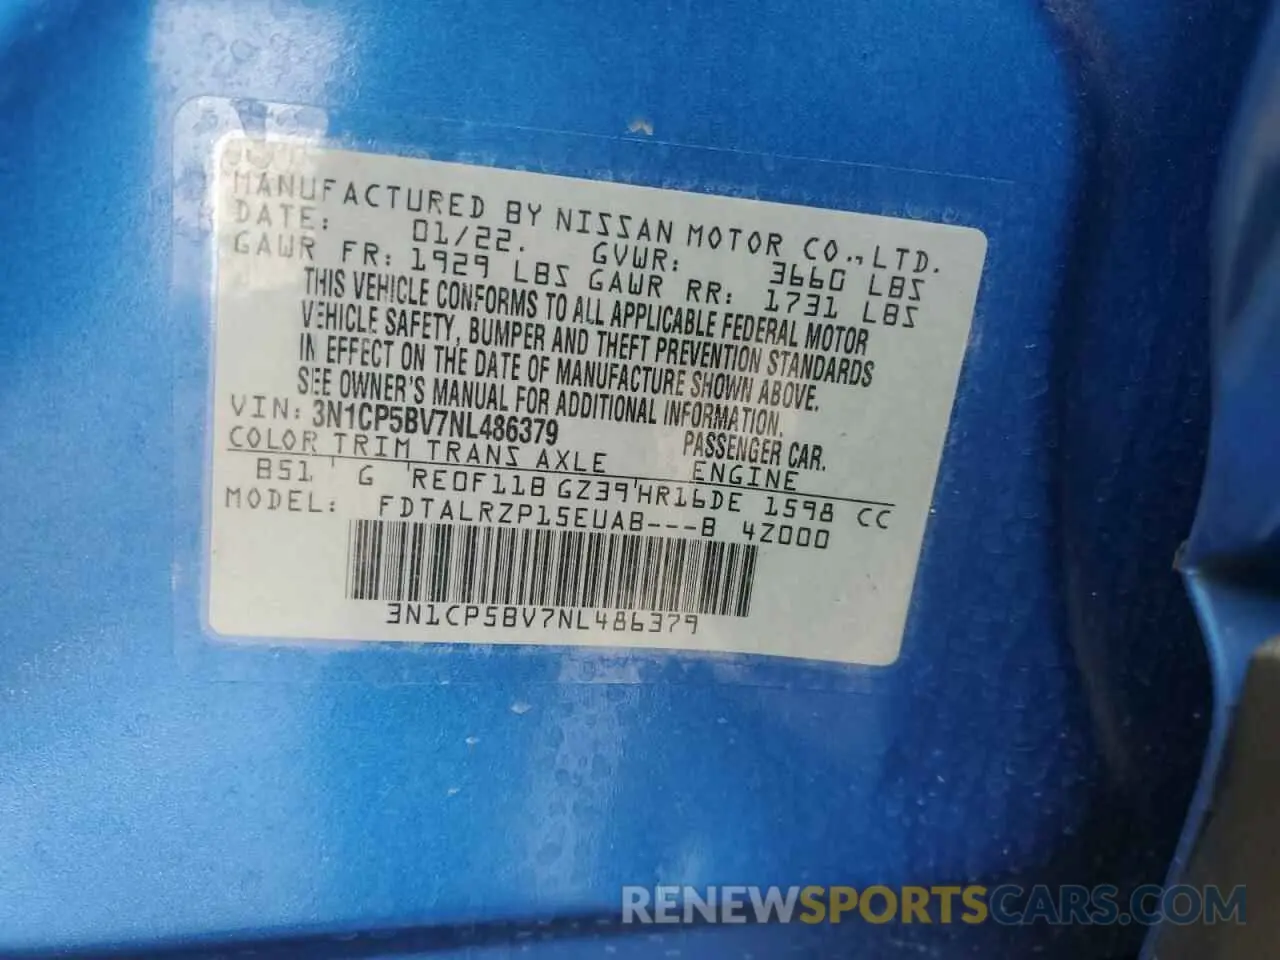 MANUFACTURED BY NISSAN MOTOR CO., LTD.
DATE: 01/22. GVWR: 3660 LBS
GAWR FR: 1929 LBS GAWR RR: 1731 LBS
THIS VEHICLE CONFORMS TO ALL APPLICABLE FEDERAL MOTOR
VEHICLE SAFETY, BUMPER AND THEFT PREVENTION STANDARDS
IN EFFECT ON THE DATE OF MANUFACTURE SHOWN ABOVE.
SEE OWNER'S MANUAL FOR ADDITIONAL INFORMATION.
VIN: 3N1CP5BV7NL486379 PASSENGER CAR.
COLOR TRIM TRANS AXLE ENGINE
B51 G RE0F11B GZ39 HR16DE 1598 CC
MODEL: FDTALRZP15EUAB---B 4Z000
3N1CP5BV7NL486379
RENEWSPORTSCARS.COM